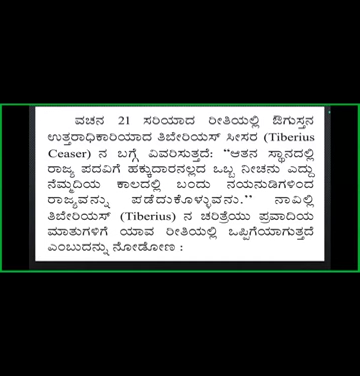 ವಚನ 21 ಸರಿಯಾದ ರೀತಿಯಲ್ಲಿ ಔಗುಸ್ತನ
ಉತ್ತರಾಧಿಕಾರಿಯಾದ ತಿಬೇರಿಯಸ್ ಸೀಸರ (Tiberius
Ceaser) ನ ಬಗ್ಗೆ ವಿವರಿಸುತ್ತದೆ: "ಆತನ ಸ್ಥಾನದಲ್ಲಿ
ರಾಜ್ಯ ಪದವಿಗೆ ಹಕ್ಕುದಾರನಲ್ಲದ ಒಬ್ಬ ನೀಚನು ಎದ್ದು
ನೆಮ್ಮದಿಯ ಕಾಲದಲ್ಲಿ ಬಂದು ನಯನುಡಿಗಳಿಂದ
ರಾಜ್ಯವನ್ನು ಪಡೆದುಕೊಳ್ಳುವನು." ನಾವಿಲ್ಲಿ
ತಿಬೇರಿಯಸ್ (Tiberius) ನ ಚರಿತ್ರೆಯು ಪ್ರವಾದಿಯ
ಮಾತುಗಳಿಗೆ ಯಾವ ರೀತಿಯಲ್ಲಿ ಒಪ್ಪಿಗೆಯಾಗುತ್ತದೆ
ಎಂಬುದನ್ನು ನೋಡೋಣ :